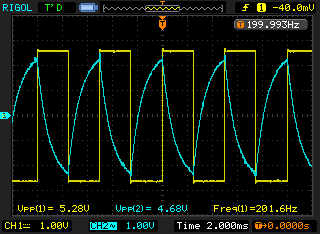 RIGOL T'D 1 -40.0mV
T 199.993Hz
1
Vpp(1)= 5.28V Vpp(2)= 4.68V Freq(1)=201.6Hz
CH1 1.00V CH2 1.00V Time 2.000ms T→0.0000s